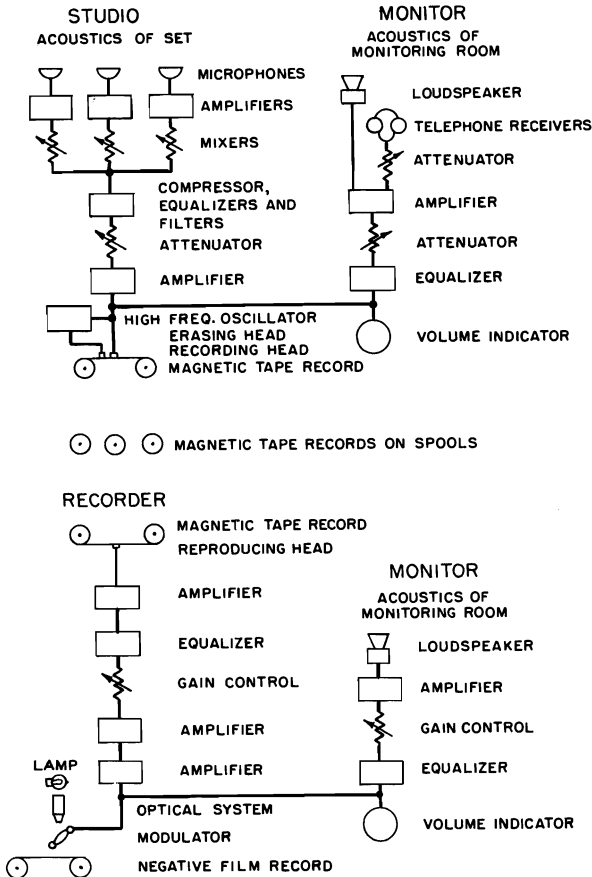 STUDIO
ACOUSTICS OF SET
MICROPHONES
AMPLIFIERS
MIXERS
COMPRESSOR,
EQUALIZERS AND
FILTERS
ATTENUATOR
AMPLIFIER
HIGH FREQ. OSCILLATOR
ERASING HEAD
RECORDING HEAD
MAGNETIC TAPE RECORD
MONITOR
ACOUSTICS OF
MONITORING ROOM
LOUDSPEAKER
TELEPHONE RECEIVERS
ATTENUATOR
AMPLIFIER
ATTENUATOR
EQUALIZER
VOLUME INDICATOR
MAGNETIC TAPE RECORDS ON SPOOLS
RECORDER
MAGNETIC TAPE RECORD
REPRODUCING HEAD
AMPLIFIER
EQUALIZER
GAIN CONTROL
AMPLIFIER
AMPLIFIER
LAMP
OPTICAL SYSTEM
MODULATOR
NEGATIVE FILM RECORD
MONITOR
ACOUSTICS OF
MONITORING ROOM
LOUDSPEAKER
AMPLIFIER
GAIN CONTROL
EQUALIZER
VOLUME INDICATOR